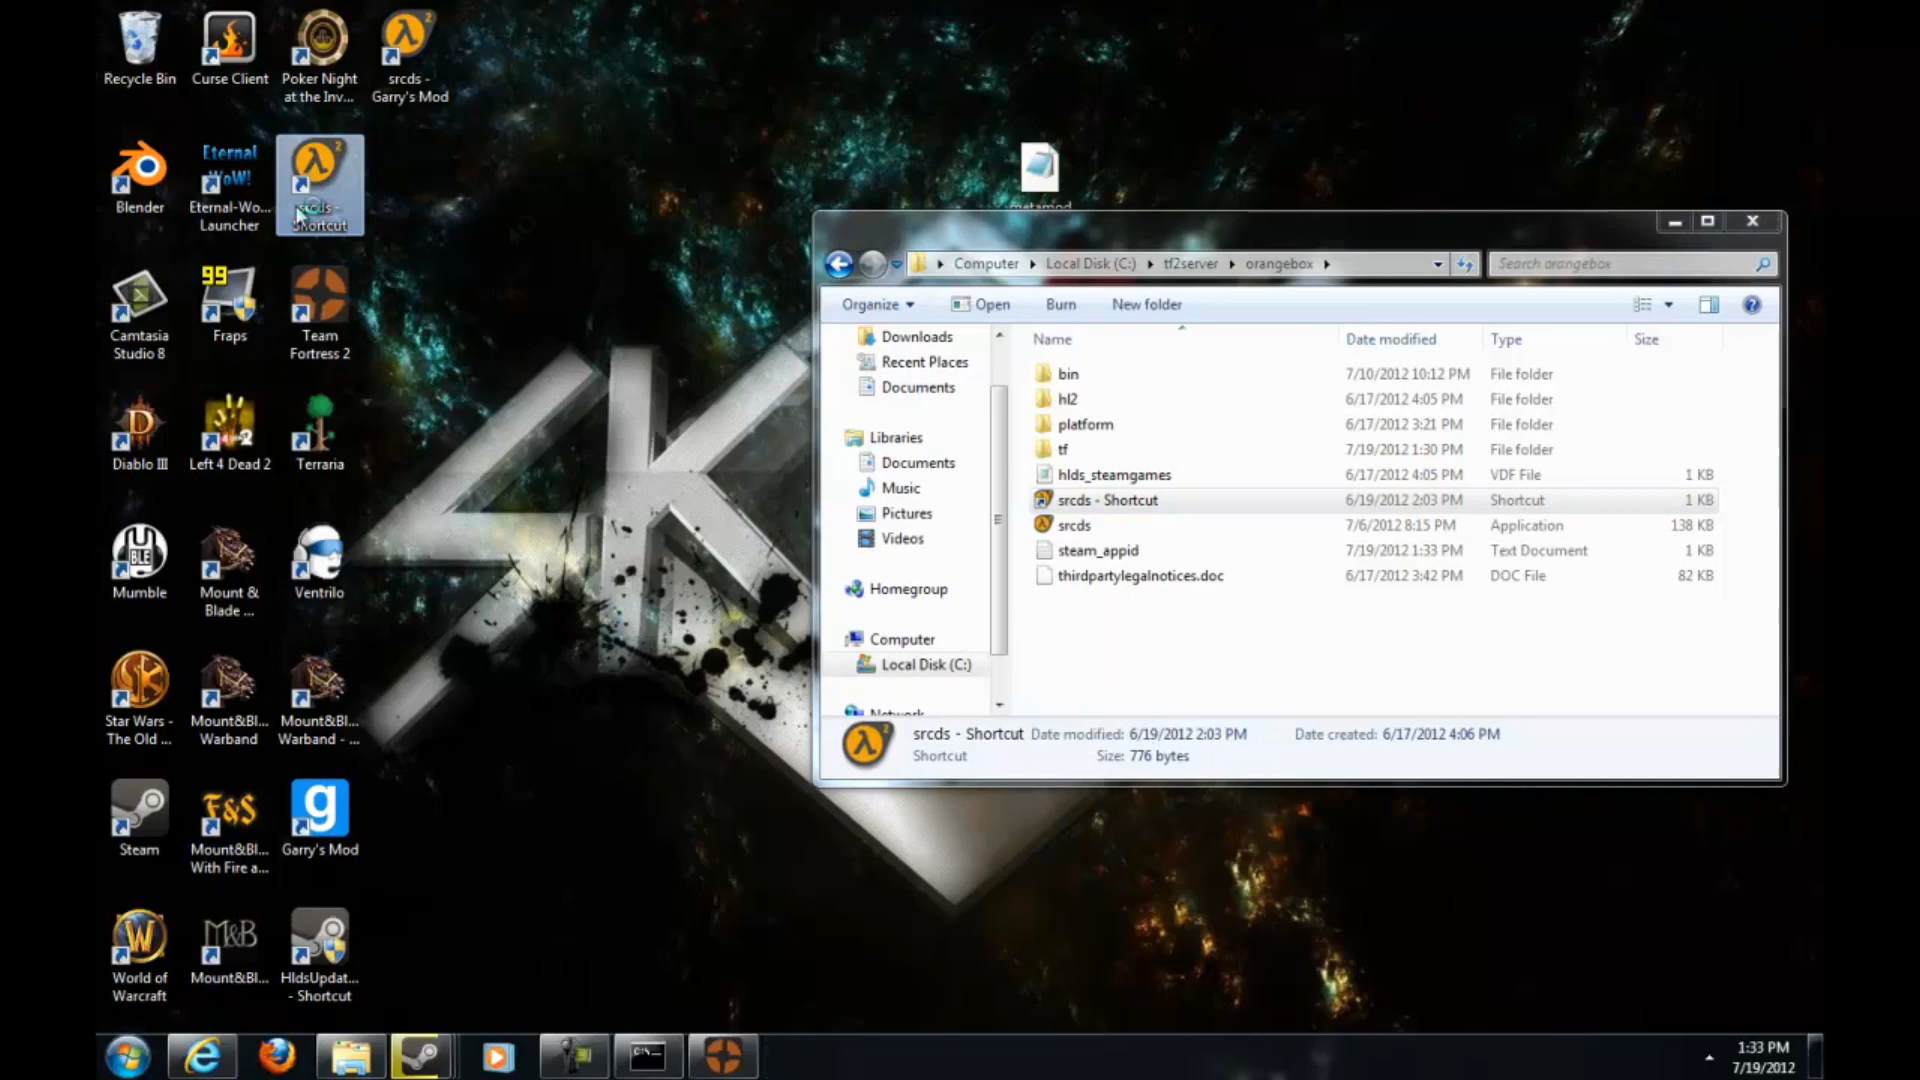 Recycle Bin
Curse Client
Poker Night
at the Inv...
srcds -
Garry's Mod
Blender
Eternal
WoW!
Eternal-Wo...
Launcher
srcds -
Shortcut
metamod
Camtasia
Studio 8
99
Fraps
Team
Fortress 2
Diablo III
Left 4 Dead 2
Terraria
Mumble
Mount &
Blade ...
Ventrilo
Star Wars -
The Old ...
Mount&Bl...
Warband
Mount&Bl...
Warband - ...
Steam
F&S
Mount&Bl...
With Fire a...
g
Garry's Mod
World of
Warcraft
M&B
Mount&Bl...
HldsUpdat...
- Shortcut
Computer
Local Disk (C:)
tf2server
orangebox
Search orangebox
Organize
Open
Burn
New folder
Downloads
Recent Places
Documents
Libraries
Documents
Music
Pictures
Videos
Homegroup
Computer
Local Disk (C:)
Network
Name Date modified Type Size
bin 7/10/2012 10:12 PM File folder
hl2 6/17/2012 4:05 PM File folder
platform 6/17/2012 3:21 PM File folder
tf 7/19/2012 1:30 PM File folder
hlds_steamgames 6/17/2012 4:05 PM VDF File 1 KB
srcds - Shortcut 6/19/2012 2:03 PM Shortcut 1 KB
srcds 7/6/2012 8:15 PM Application 138 KB
steam_appid 7/19/2012 1:33 PM Text Document 1 KB
thirdpartylegalnotices.doc 6/17/2012 3:42 PM DOC File 82 KB
srcds - Shortcut Date modified: 6/19/2012 2:03 PM Date created: 6/17/2012 4:06 PM
Shortcut Size: 776 bytes
1:33 PM
7/19/2012